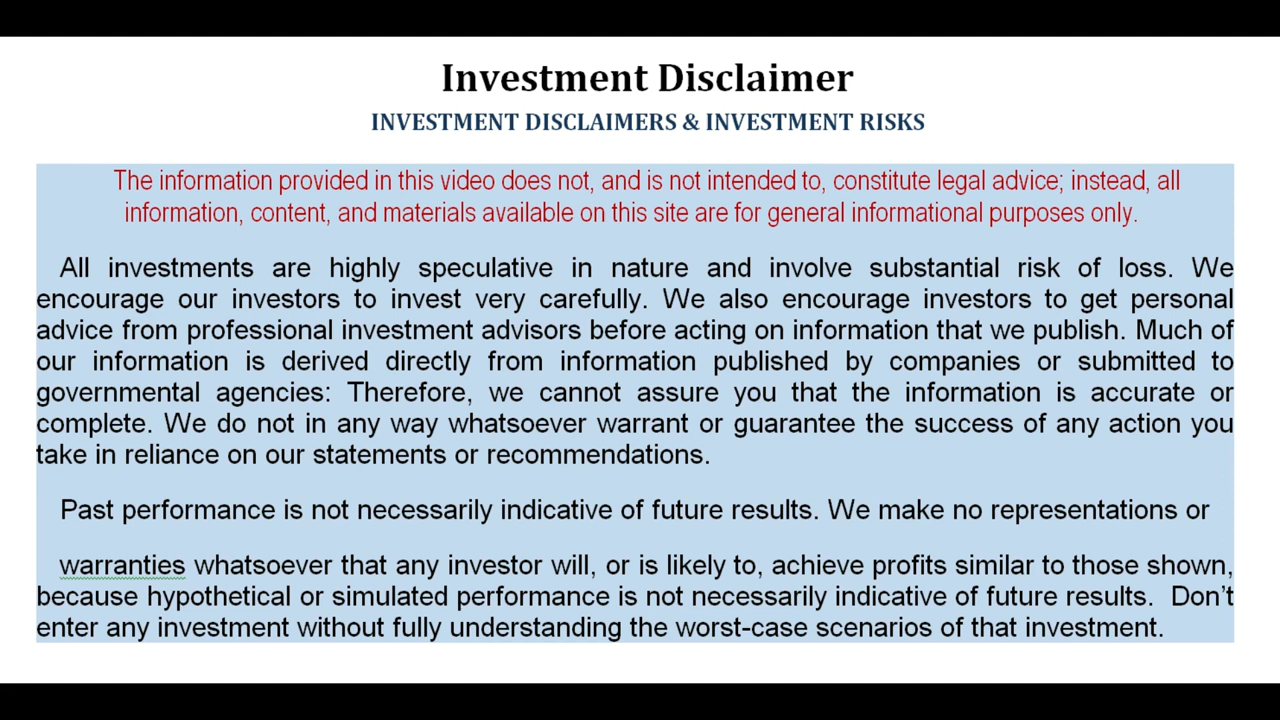 Investment Disclaimer
INVESTMENT DISCLAIMERS & INVESTMENT RISKS
The information provided in this video does not, and is not intended to, constitute legal advice; instead, all
information, content, and materials available on this site are for general informational purposes only.
All investments are highly speculative in nature and involve substantial risk of loss. We
encourage our investors to invest very carefully. We also encourage investors to get personal
advice from professional investment advisors before acting on information that we publish. Much of
our information is derived directly from information published by companies or submitted to
governmental agencies: Therefore, we cannot assure you that the information is accurate or
complete. We do not in any way whatsoever warrant or guarantee the success of any action you
take in reliance on our statements or recommendations.
Past performance is not necessarily indicative of future results. We make no representations or
warranties whatsoever that any investor will, or is likely to, achieve profits similar to those shown,
because hypothetical or simulated performance is not necessarily indicative of future results. Don’t
enter any investment without fully understanding the worst-case scenarios of that investment.